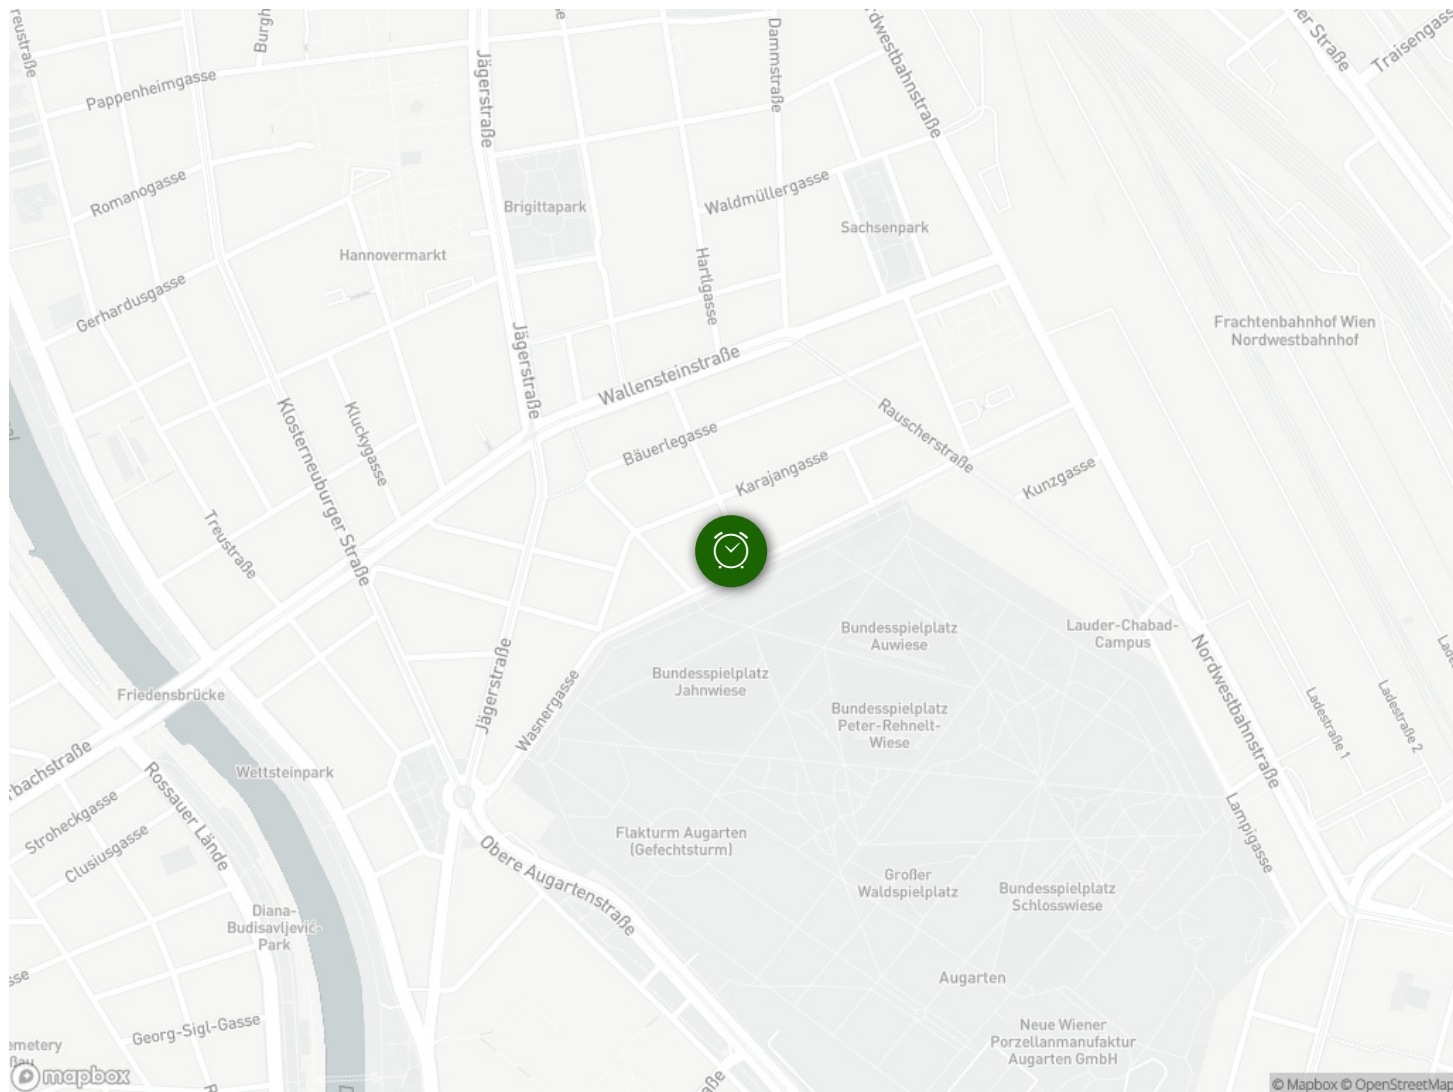 Pappenheimgasse
Jägerstraße
Dammstraße
Traisengasse
Romanogasse
Brigittapark
Waldmüllergasse
Sachsenpark
Hannovermarkt
Gerhardusgasse
Hartlgasse
Nordwestbahnstraße
Frachtenbahnhof Wien
Nordwestbahnhof
Jägerstraße
Wallensteinstraße
Klosterneuburger Straße
Kluckygasse
Bäuerlegasse
Rauscherstraße
Karajangasse
Kunzgasse
Treustraße
Bundesspielplatz
Auwiese
Lauder-Chabad-
Campus
Friedensbrücke
Jägerstraße
Wasnergasse
Bundesspielplatz
Jahnwiese
Bundesspielplatz
Peter-Rehnelt-
Wiese
Nordwestbahnstraße
Ladestraße 1
Ladestraße 2
rbachstraße
Rossauer Lände
Wettsteinpark
Stroheckgasse
Clusiusgasse
Obere Augartenstraße
Flakturm Augarten
(Gefechtsturm)
Großer
Waldspielplatz
Bundesspielplatz
Schlosswiese
Lampigasse
Diana-
Budisavljević-
Park
Augarten
Georg-Sigl-Gasse
Neue Wiener
Porzellanmanufaktur
Augarten GmbH
mapbox
© Mapbox © OpenStreetMap